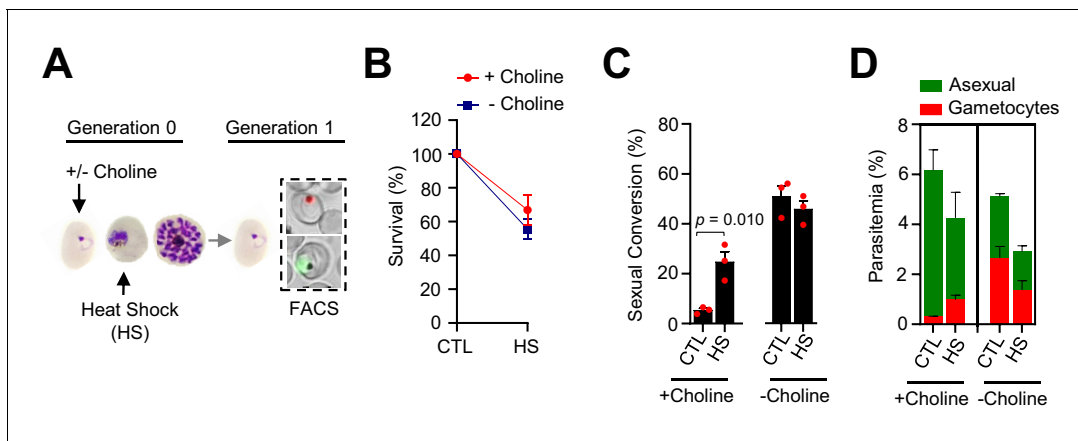 A
Generation 0
Generation 1
+/- Choline
Heat Shock
(HS)
FACS
B
+ Choline
- Choline
Survival (%)
120
100
80
60
40
20
0
CTL
HS
C
Sexual Conversion (%)
80
60
40
20
0
p = 0.010
CTL
HS
CTL
HS
+Choline
-Choline
D
Asexual
Gametocytes
Parasitemia (%)
8
6
4
2
0
CTL
HS
CTL
HS
+Choline
-Choline